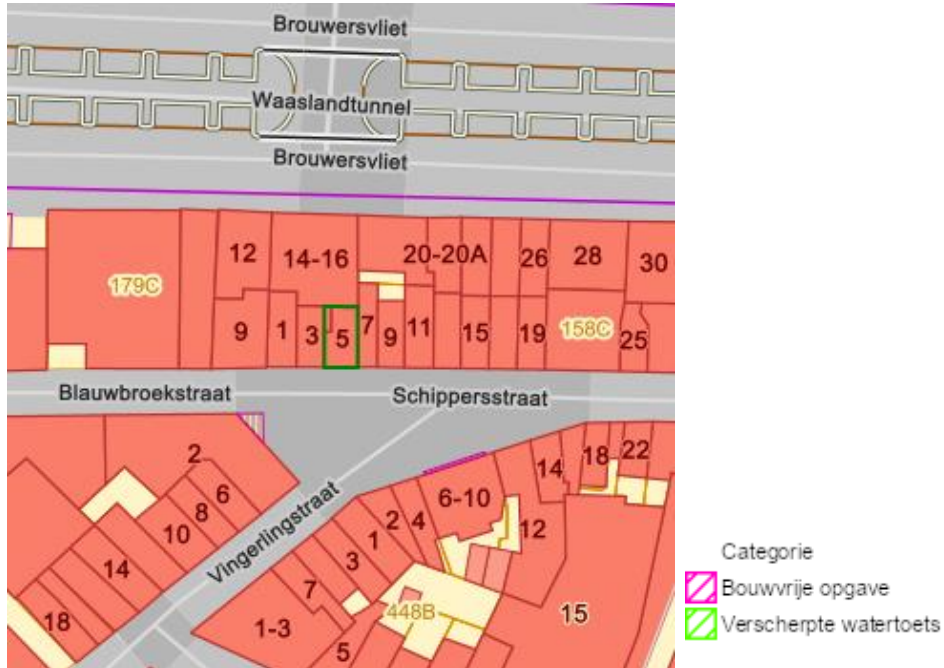 Brouwersvliet
Waaslandtunnel
Brouwersvliet
12
14-16
20-20A
26
28
30
179C
9
1
3
5
7
9
11
15
19
158C
25
Blauwbroekstraat
Schippersstraat
2
6
8
10
14
18
Vingerlingstraat
6-10
14
18
22
2
4
12
1
3
7
1-3
5
448B
15
Categorie
Bouwvrije opgave
Verscherpte watertoets